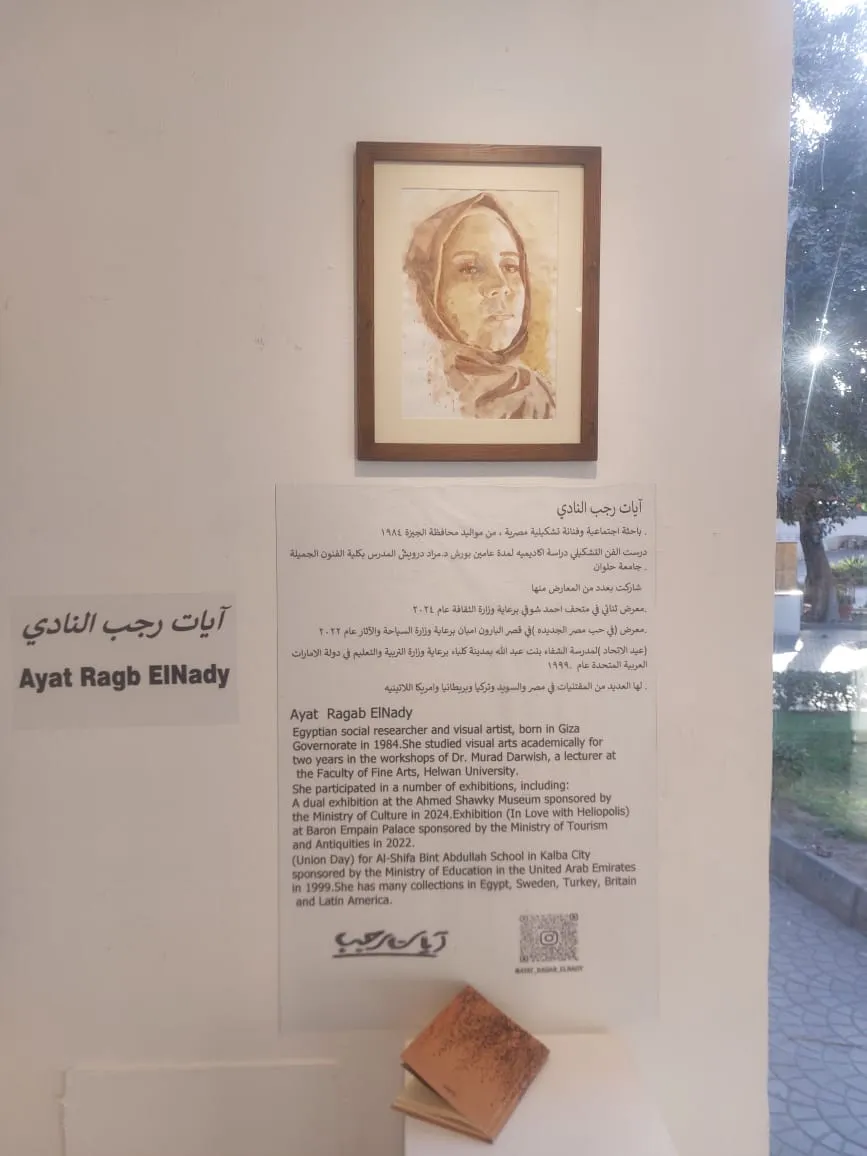 آيات رجب النادي
Ayat Ragb ElNady
آيات رجب النادي
. باحثة اجتماعية وفنانة تشكيلية مصرية ، من مواليد محافظة الجيزة ١٩٨٤
درست الفن التشكيلي دراسة اكاديميه لمدة عامين بورش د.مراد درويش المدرس بكلية الفنون الجميلة
. جامعة حلوان
شاركت بعدد من المعارض منها
.معرض ثنائي في متحف احمد شوقي برعاية وزارة الثقافة عام ٢٠٢٤
.معرض (في حب مصر الجديده )في قصر البارون امبان برعاية وزارة السياحة والآثار عام ٢٠٢٢
(عيد الاتحاد )لمدرسة الشفاء بنت عبد الله بمدينة كلباء برعاية وزارة التربية والتعليم في دولة الامارات
العربية المتحدة عام .١٩٩٩
. لها العديد من المقتنيات في مصر والسويد وتركيا وبريطانيا وامريكا اللاتينيه
Ayat Ragab ElNady
Egyptian social researcher and visual artist, born in Giza
Governorate in 1984.She studied visual arts academically for
two years in the workshops of Dr. Murad Darwish, a lecturer at
the Faculty of Fine Arts, Helwan University.
She participated in a number of exhibitions, including:
A dual exhibition at the Ahmed Shawky Museum sponsored by
the Ministry of Culture in 2024.Exhibition (In Love with Heliopolis)
at Baron Empain Palace sponsored by the Ministry of Tourism
and Antiquities in 2022.
(Union Day) for Al-Shifa Bint Abdullah School in Kalba City
sponsored by the Ministry of Education in the United Arab Emirates
in 1999.She has many collections in Egypt, Sweden, Turkey, Britain
and Latin America.
آيات رجب
@AYAT_RAGAB_ELNADY